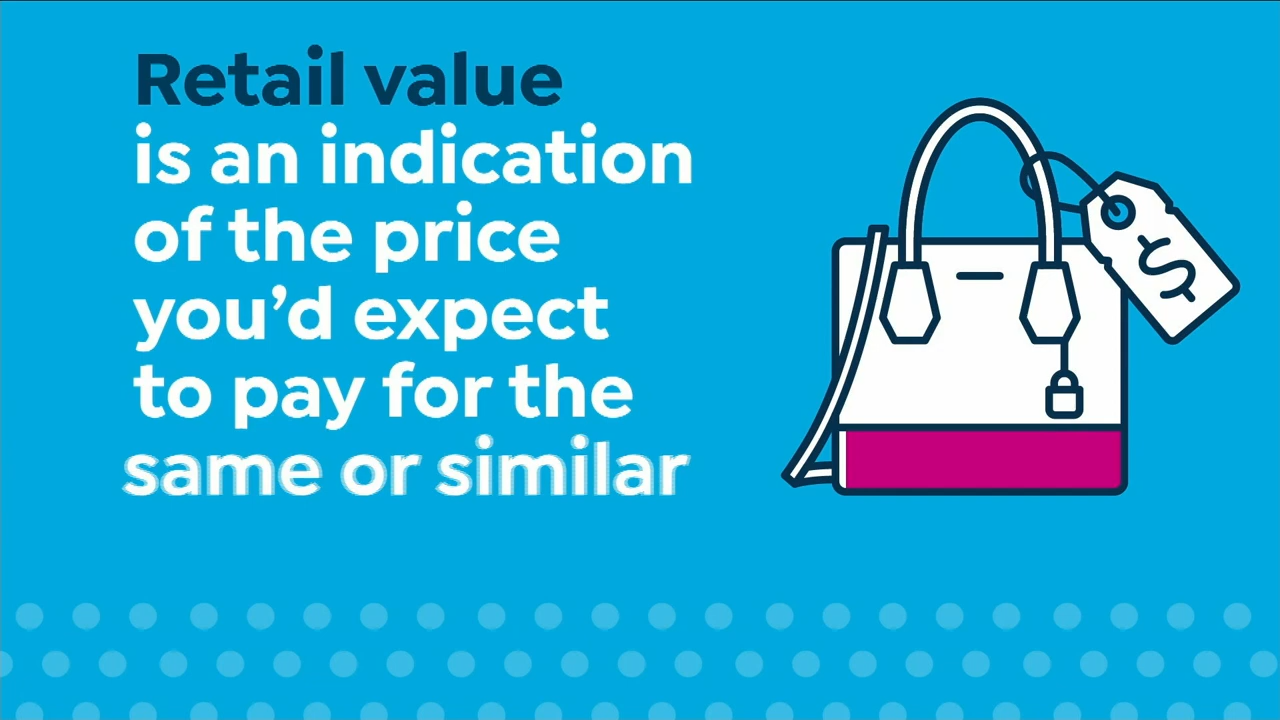 Retail value
is an indication
of the price
you’d expect
to pay for the
same or similar
$